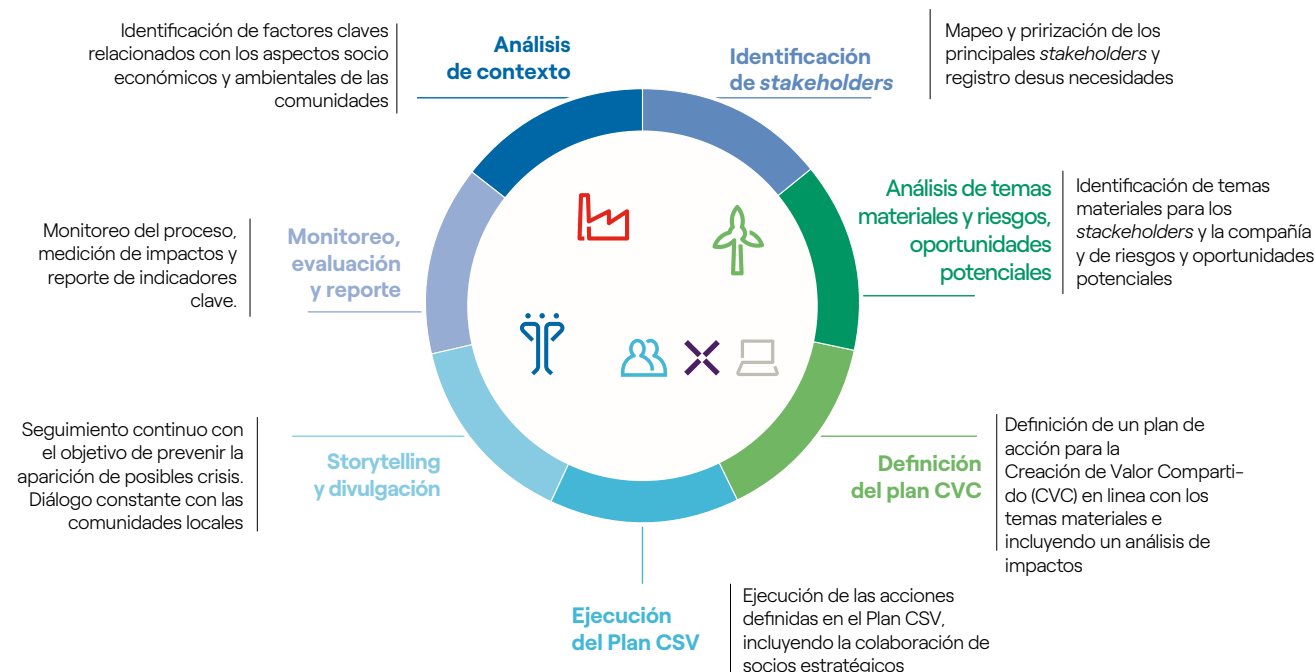 Identificación de factores claves
relacionados con los aspectos socio
económicos y ambientales de las
comunidades
Análisis
de contexto
Identificación
de stakeholders
Mapeo y prirización de los
principales stakeholders y
registro desus necesidades
Análisis de temas
materiales y riesgos,
oportunidades
potenciales
Identificación de temas
materiales para los
stackeholders y la compañía
y de riesgos y oportunidades
potenciales
Monitoreo del proceso,
medición de impactos y
reporte de indicadores
clave.
Monitoreo,
evaluación
y reporte
Seguimiento continuo con
el objetivo de prevenir la
aparición de posibles crisis.
Diálogo constante con las
comunidades locales
Storytelling
y divulgación
Definición
del plan CVC
Definición de un plan de
acción para la
Creación de Valor Comparti-
do (CVC) en linea con los
temas materiales e
incluyendo un análisis de
impactos
Ejecución
del Plan CSV
Ejecución de las acciones
definidas en el Plan CSV,
incluyendo la colaboración de
socios estratégicos